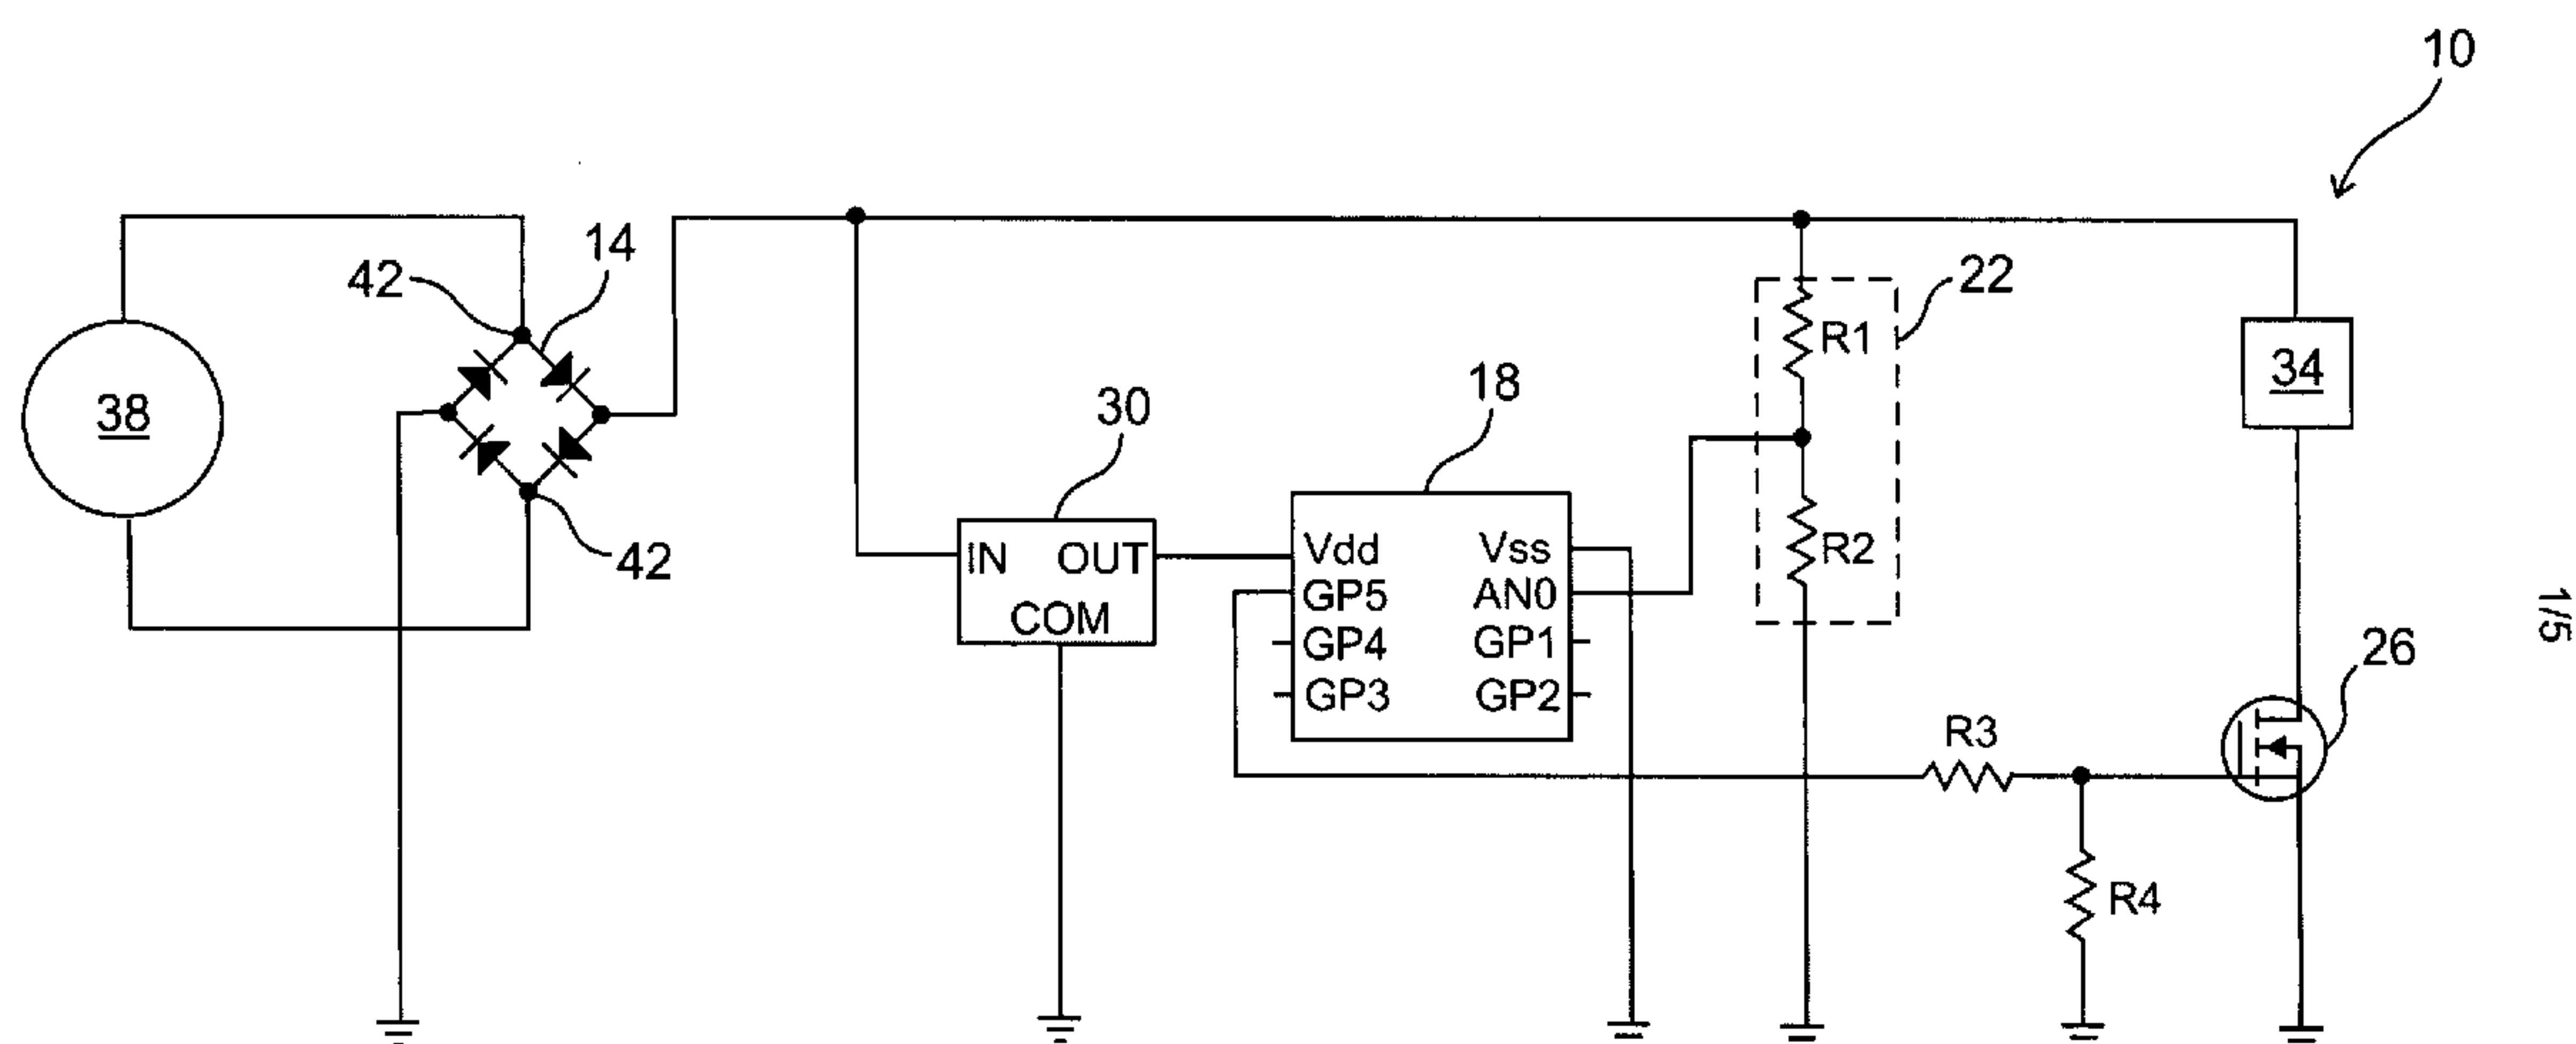 10
14
42
22
38
R1
34
18
30
Vdd Vss
IN OUT
R2
42
GP5 AN0
COM
GP4 GP1
1/5
26
GP3 GP2
R3
R4